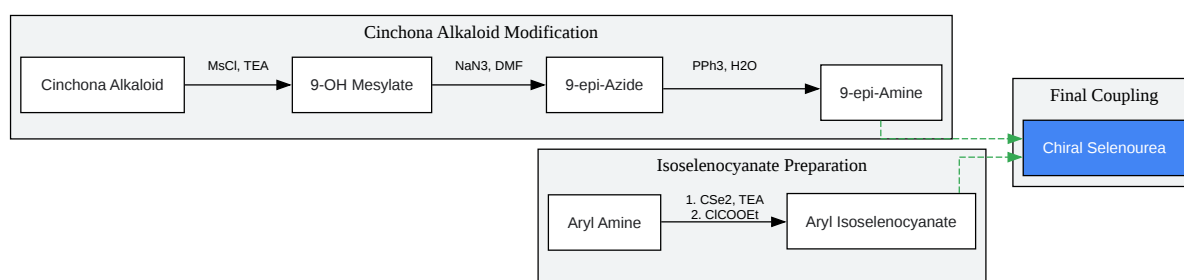 Cinchona Alkaloid Modification
Cinchona Alkaloid
MsCl, TEA
9-OH Mesylate
NaN3, DMF
9-epi-Azide
PPh3, H2O
9-epi-Amine
Final Coupling
Chiral Selenourea
Isoselenocyanate Preparation
Aryl Amine
1. CSe2, TEA
2. ClCOOEt
Aryl Isoselenocyanate